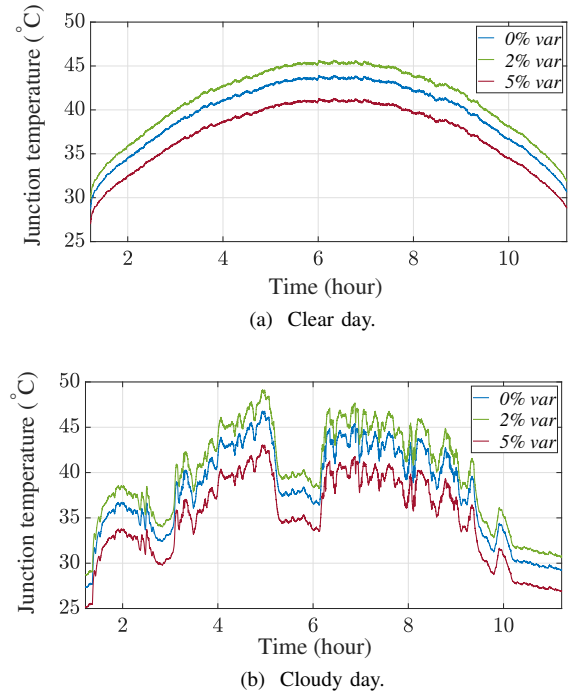 Junction temperature (°C)
50
45
40
35
30
25
0% var
2% var
5% var
2
4
6
8
10
Time (hour)
(a) Clear day.
Junction temperature (°C)
50
45
40
35
30
25
0% var
2% var
5% var
2
4
6
8
10
Time (hour)
(b) Cloudy day.